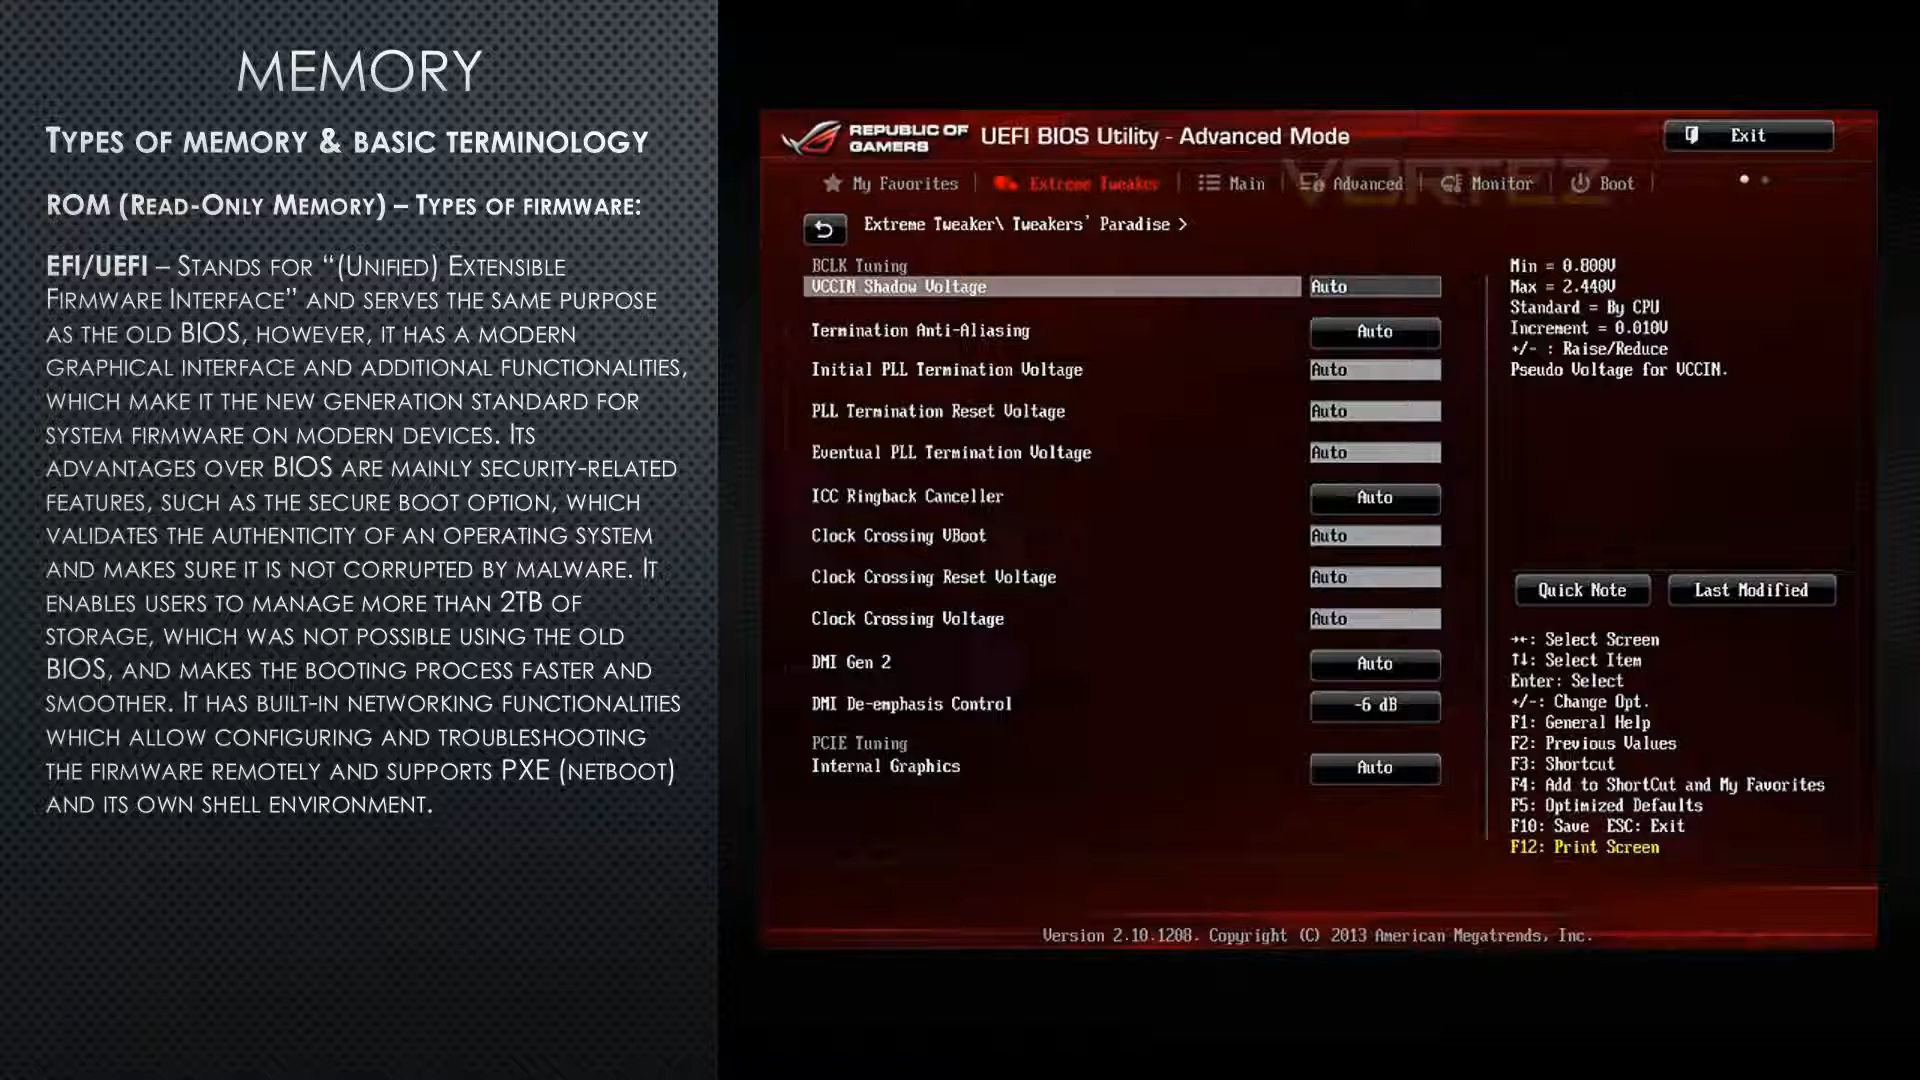 MEMORY
TYPES OF MEMORY & BASIC TERMINOLOGY
ROM (READ-ONLY MEMORY) – TYPES OF FIRMWARE:
EFI/UEFI – STANDS FOR “(UNIFIED) EXTENSIBLE
FIRMWARE INTERFACE” AND SERVES THE SAME PURPOSE
AS THE OLD BIOS, HOWEVER, IT HAS A MODERN
GRAPHICAL INTERFACE AND ADDITIONAL FUNCTIONALITIES,
WHICH MAKE IT THE NEW GENERATION STANDARD FOR
SYSTEM FIRMWARE ON MODERN DEVICES. ITS
ADVANTAGES OVER BIOS ARE MAINLY SECURITY-RELATED
FEATURES, SUCH AS THE SECURE BOOT OPTION, WHICH
VALIDATES THE AUTHENTICITY OF AN OPERATING SYSTEM
AND MAKES SURE IT IS NOT CORRUPTED BY MALWARE. IT
ENABLES USERS TO MANAGE MORE THAN 2TB OF
STORAGE, WHICH WAS NOT POSSIBLE USING THE OLD
BIOS, AND MAKES THE BOOTING PROCESS FASTER AND
SMOOTHER. IT HAS BUILT-IN NETWORKING FUNCTIONALITIES
WHICH ALLOW CONFIGURING AND TROUBLESHOOTING
THE FIRMWARE REMOTELY AND SUPPORTS PXE (NETBOOT)
AND ITS OWN SHELL ENVIRONMENT.
REPUBLIC OF GAMERS UEFI BIOS Utility - Advanced Mode Exit
VORTEZ
My Favorites Extreme Tweaker Main Advanced Monitor Boot
Extreme Tweaker\ Tweakers' Paradise >
BCLK Tuning
VCCIN Shadow Voltage Auto
Termination Anti-Aliasing Auto
Initial PLL Termination Voltage Auto
PLL Termination Reset Voltage Auto
Eventual PLL Termination Voltage Auto
ICC Ringback Canceller Auto
Clock Crossing VBoot Auto
Clock Crossing Reset Voltage Auto
Clock Crossing Voltage Auto
DMI Gen 2 Auto
DMI De-emphasis Control -6 dB
PCIE Tuning
Internal Graphics Auto
Min = 0.800V
Max = 2.440V
Standard = By CPU
Increment = 0.010V
+/- : Raise/Reduce
Pseudo Voltage for VCCIN.
Quick Note Last Modified
→←: Select Screen
↑↓: Select Item
Enter: Select
+/-: Change Opt.
F1: General Help
F2: Previous Values
F3: Shortcut
F4: Add to ShortCut and My Favorites
F5: Optimized Defaults
F10: Save ESC: Exit
F12: Print Screen
Version 2.10.1208. Copyright (C) 2013 American Megatrends, Inc.